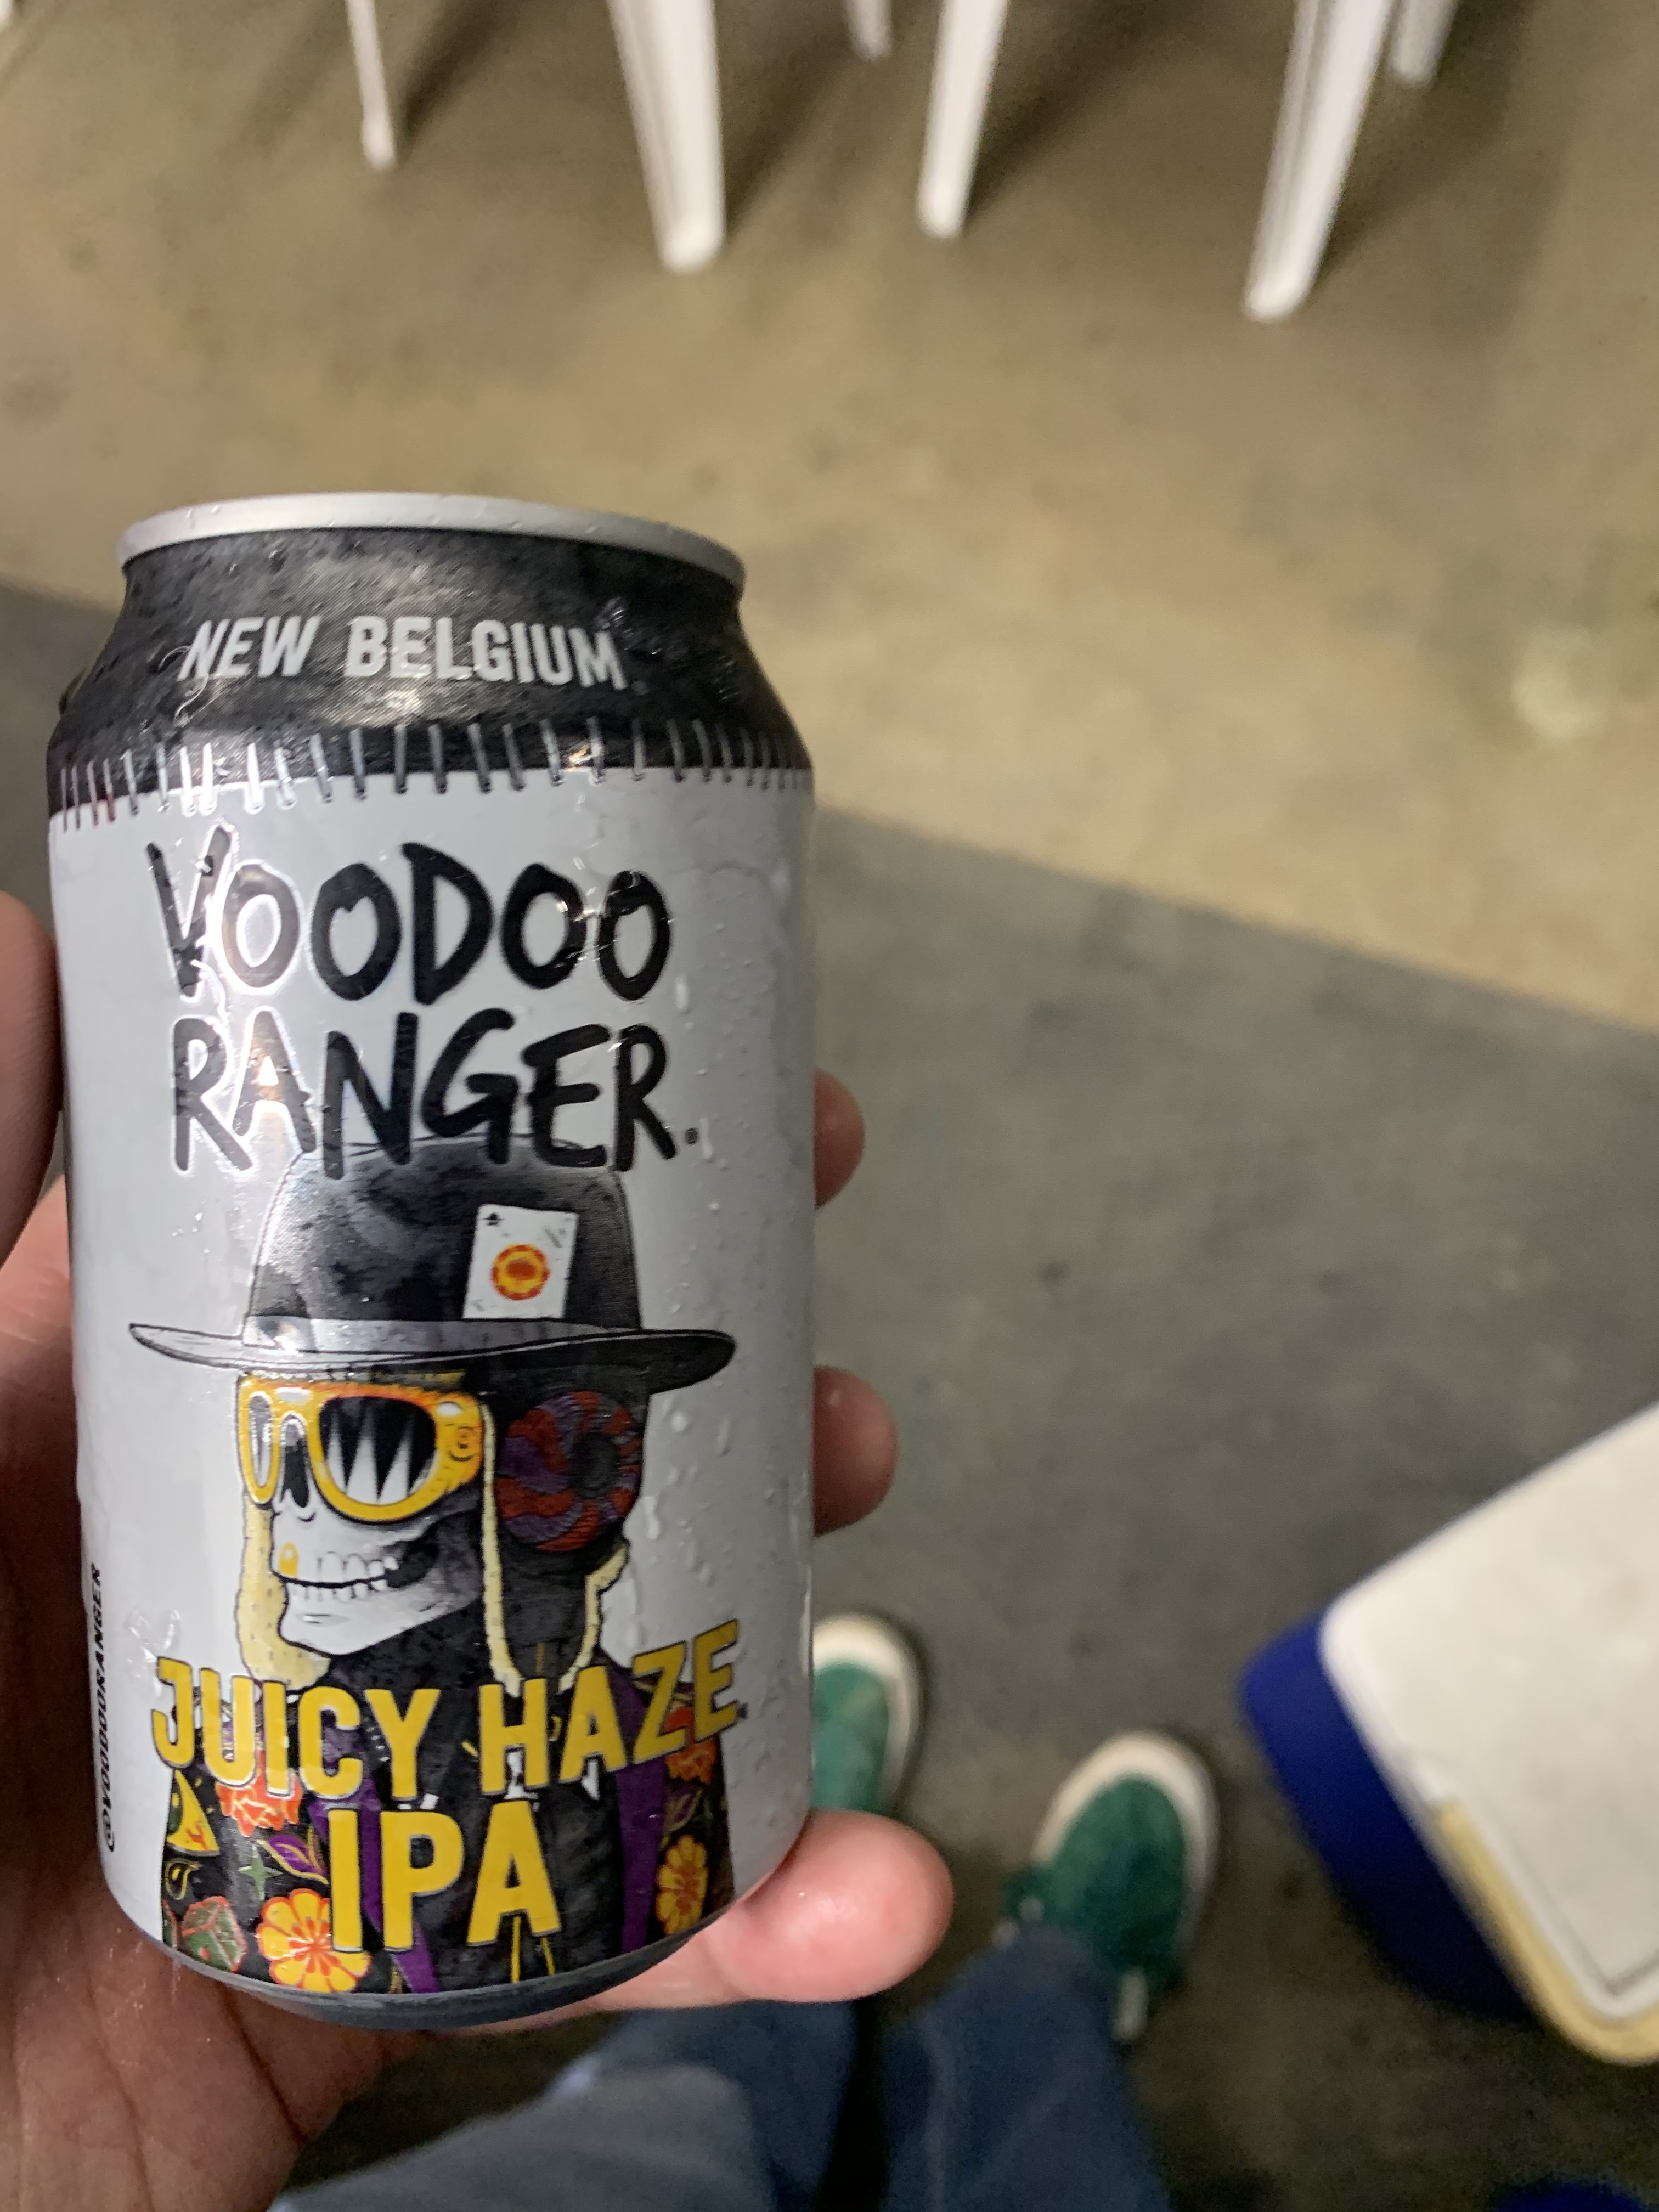 NEW BELGIUM
VOODOO
RANGER®
JUICY HAZE
IPA
@VOODOORANGER